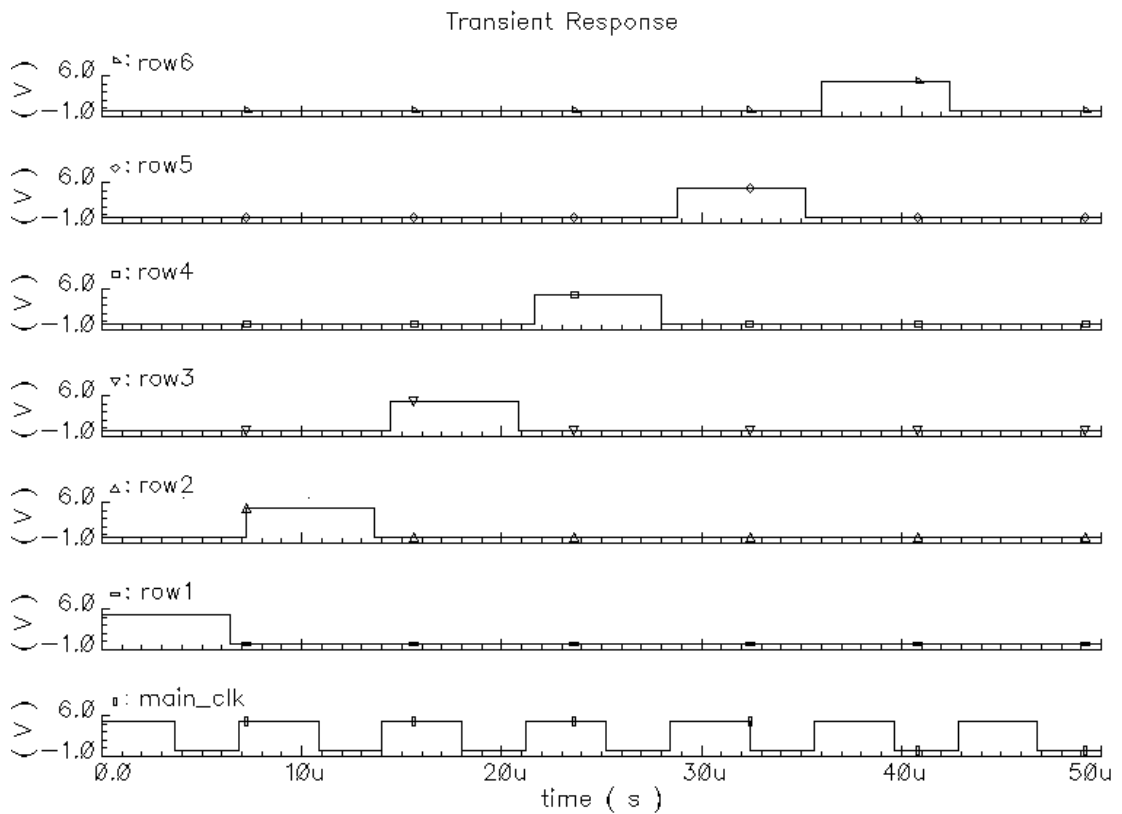 Transient Response
row6
6.0
(V)
-1.0
row5
6.0
(V)
-1.0
row4
6.0
(V)
-1.0
row3
6.0
(V)
-1.0
row2
6.0
(V)
-1.0
row1
6.0
(V)
-1.0
: main_clk
6.0
(V)
-1.0
0.0 10u 20u 30u 40u 50u
time ( s )